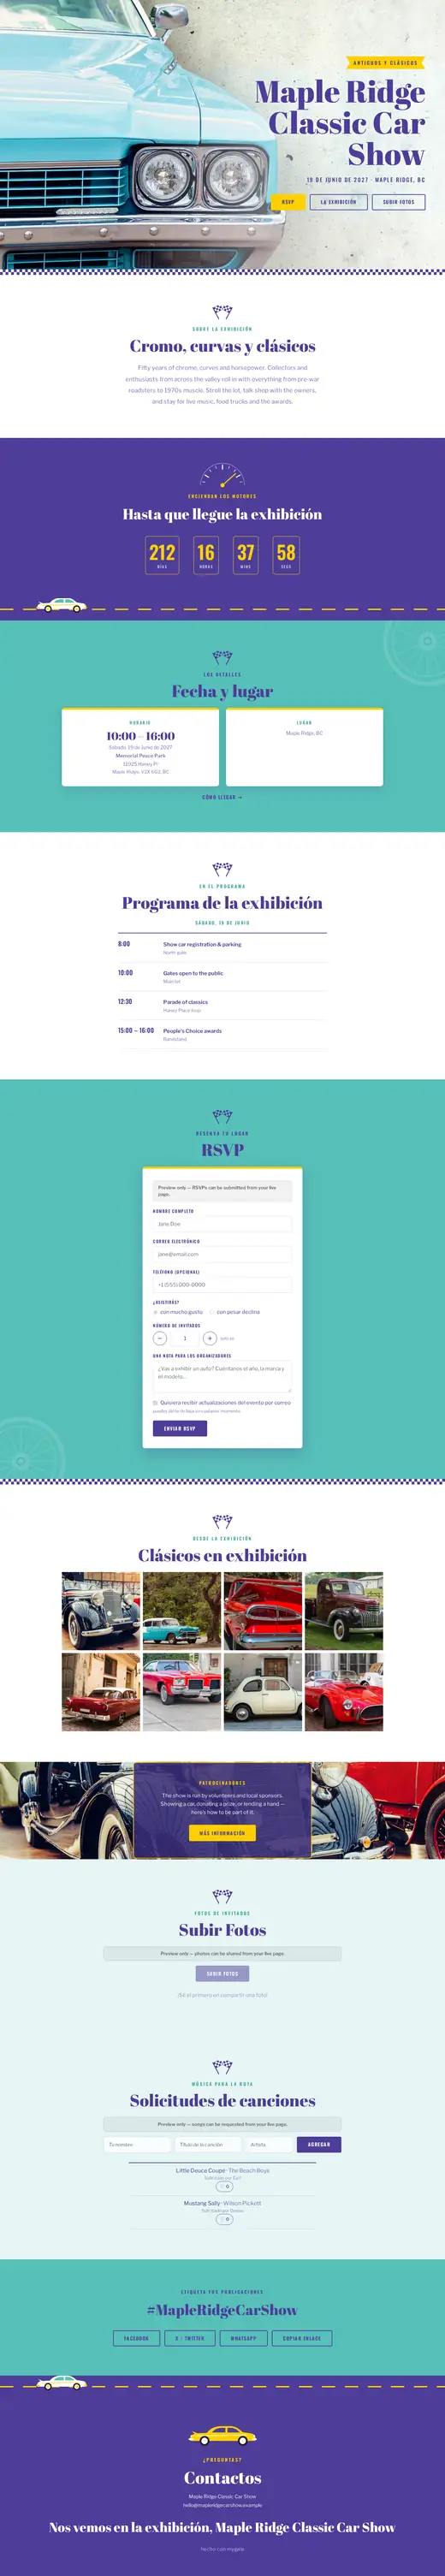 ANTIGUOS Y CLÁSICOS
Maple Ridge
Classic Car
Show
19 DE JUNIO DE 2027 · MAPLE RIDGE, BC
RSVP
LA EXHIBICIÓN
SUBIR FOTOS
SOBRE LA EXHIBICIÓN
Cromo, curvas y clásicos
Fifty years of chrome, curves and horsepower. Collectors and
enthusiasts from across the valley roll in with everything from pre-war
roadsters to 1970s muscle. Stroll the lot, talk shop with the owners,
and stay for live music, food trucks and the awards.
ENCIENDAN LOS MOTORES
Hasta que llegue la exhibición
212
DÍAS
16
HORAS
37
MINS
58
SEGS
LOS DETALLES
Fecha y lugar
HORARIO
10:00 – 16:00
Sábado, 19 de Junio de 2027
Memorial Peace Park
11925 Haney Pl
Maple Ridge, V2X 6G2, BC
LUGAR
Maple Ridge, BC
CÓMO LLEGAR →
EN EL PROGRAMA
Programa de la exhibición
SÁBADO, 19 DE JUNIO
8:00
Show car registration & parking
North gate
10:00
Gates open to the public
Main lot
12:30
Parade of classics
Haney Place loop
15:00 – 16:00
People's Choice awards
Bandstand
RESERVA TU LUGAR
RSVP
Preview only — RSVPs can be submitted from your live
page.
NOMBRE COMPLETO
Jane Doe
CORREO ELECTRÓNICO
jane@email.com
TELÉFONO (OPCIONAL)
+1 (555) 000-0000
¿ASISTIRÁS?
con mucho gusto
con pesar declina
NÚMERO DE INVITADOS
−
1
+
UNA NOTA PARA LOS ORGANIZADORES
¿Vas a exhibir un auto? Cuéntanos el año, la marca y
el modelo...
Quisiera recibir actualizaciones del evento por correo
ENVIAR RSVP
DESDE LA EXHIBICIÓN
Clásicos en exhibición
PATROCINADORES
The show is run by volunteers and local sponsors.
Showing a car, donating a prize, or lending a hand —
here's how to be part of it.
MÁS INFORMACIÓN
FOTOS DE INVITADOS
Subir Fotos
Preview only — photos can be shared from your live page.
SUBIR FOTOS
¡Sé el primero en compartir una foto!
MÚSICA PARA LA RUTA
Solicitudes de canciones
Preview only — songs can be requested from your live page.
Tu nombre
Título de la canción
Artista
AGREGAR
Little Deuce Coupe · The Beach Boys
0
Mustang Sally · Wilson Pickett
0
ETIQUETA TUS PUBLICACIONES
#MapleRidgeCarShow
FACEBOOK
X / TWITTER
WHATSAPP
COPIAR ENLACE
¿PREGUNTAS?
Contactos
Maple Ridge Classic Car Show
hello@mapleridgecarshow.example
Nos vemos en la exhibición, Maple Ridge Classic Car Show
Hecho con mygala